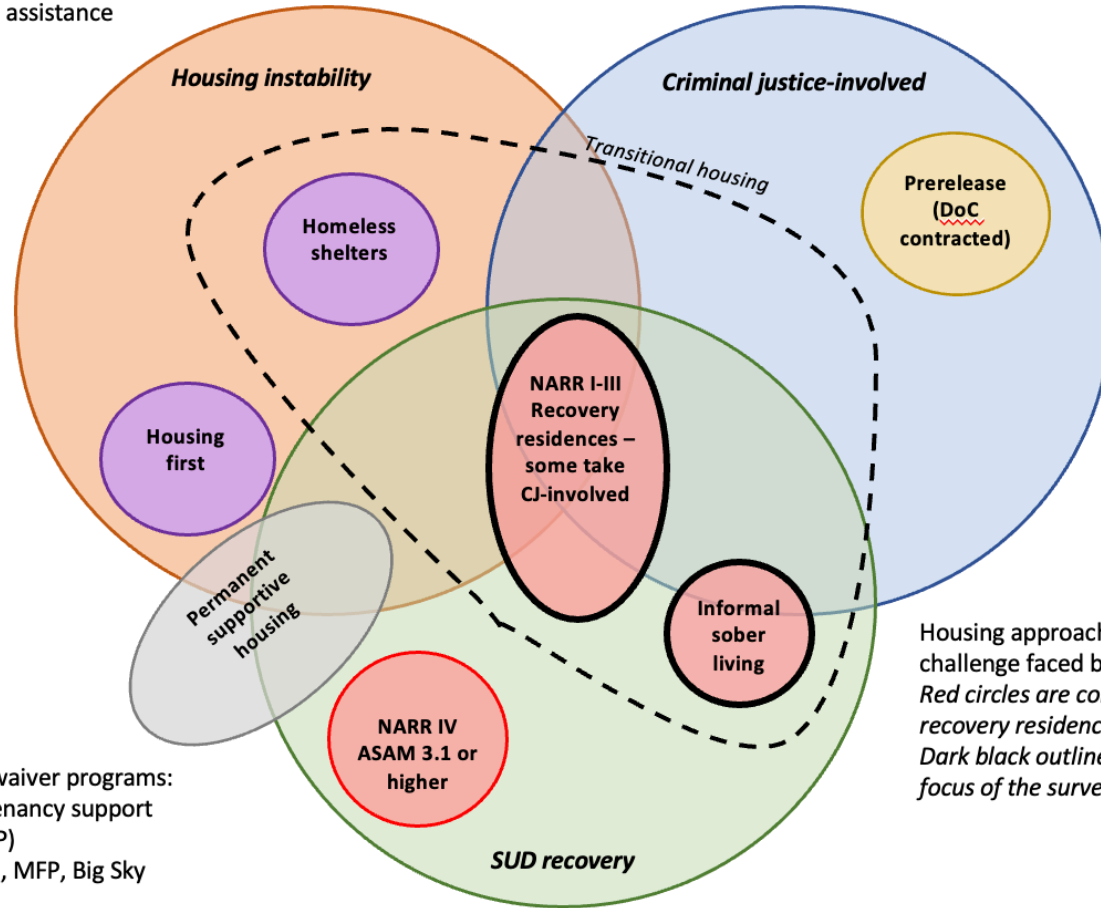 assistance
Housing instability
Criminal justice-involved
Transitional housing
Prerelease
(DoC
contracted)
Homeless
shelters
NARR I-III
Recovery
residences –
some take
CJ-involved
Housing
first
Permanent
supportive
housing
Informal
sober
living
NARR IV
ASAM 3.1 or
higher
SUD recovery
Housing approach
challenge faced b
Red circles are co
recovery residenc
Dark black outline
focus of the surve
waiver programs:
enancy support
P)
, MFP, Big Sky